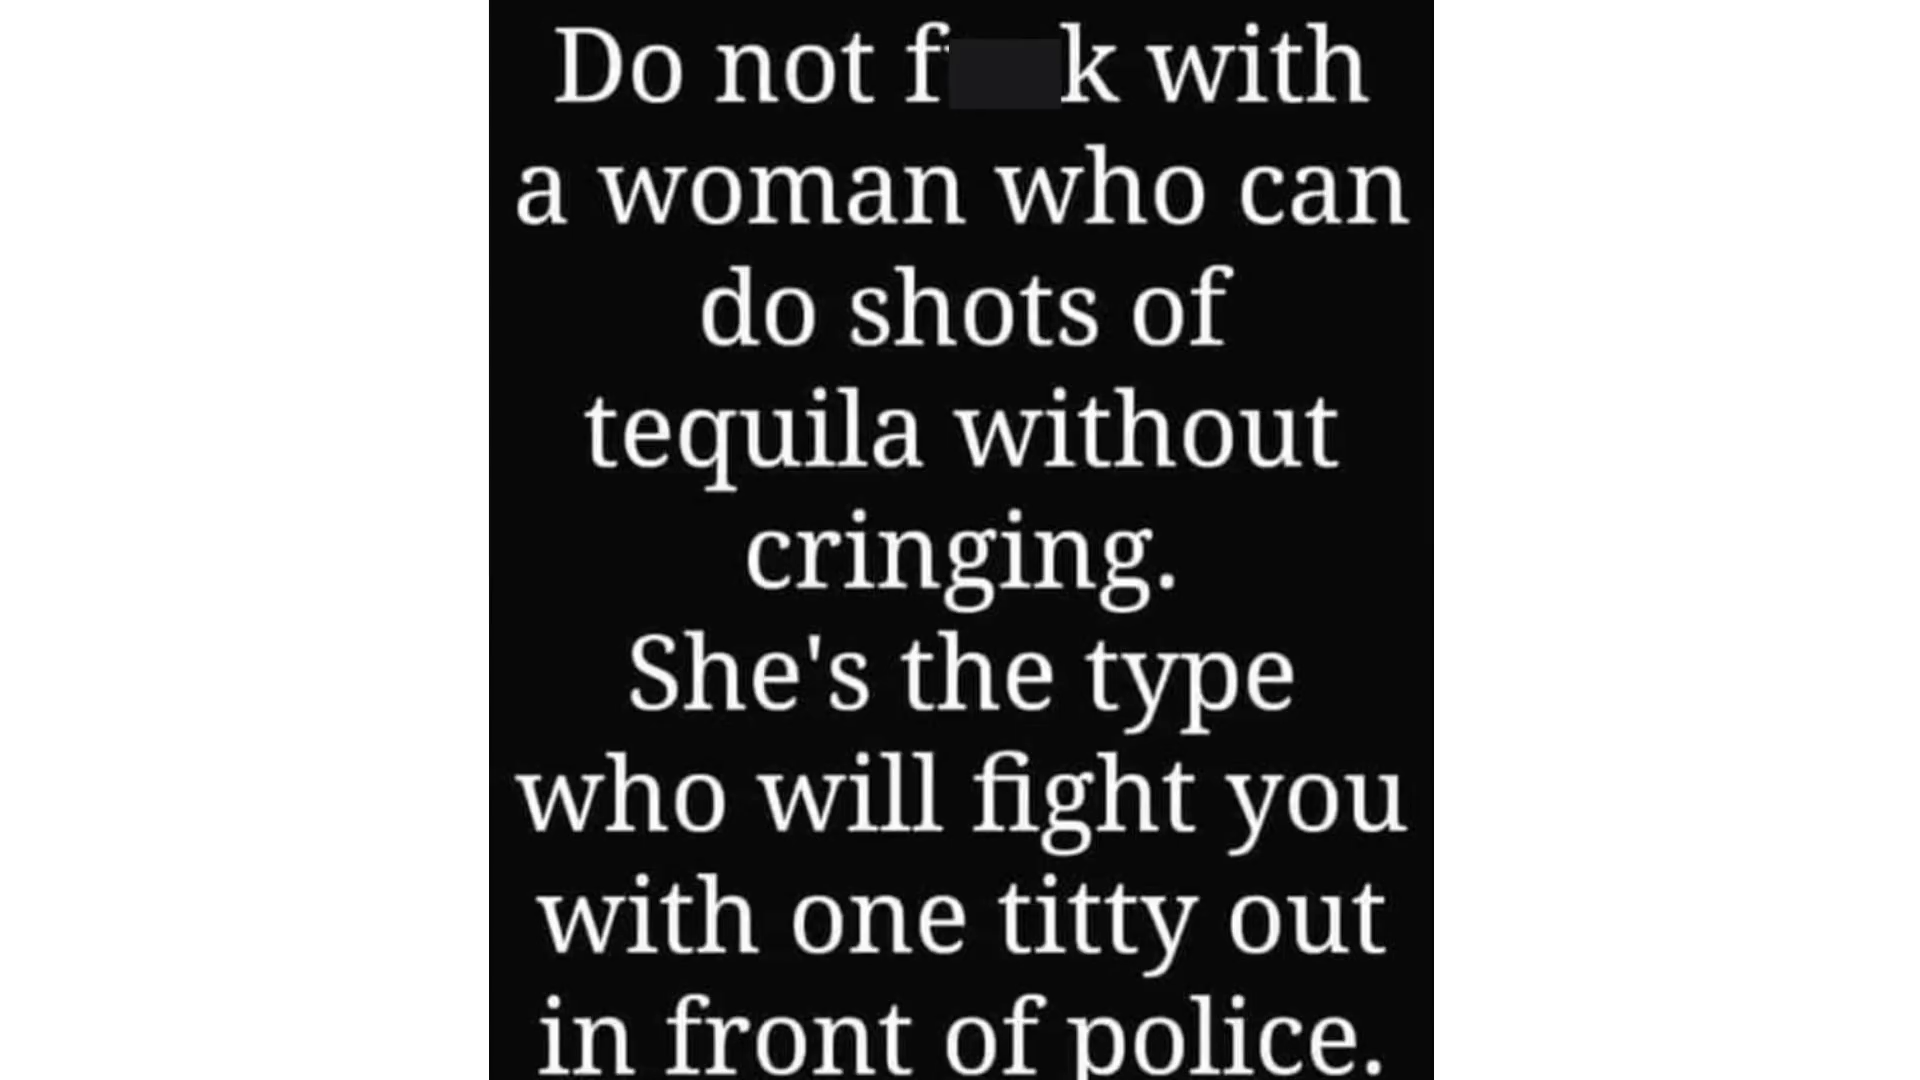 Do not f k with
a woman who can
do shots of
tequila without
cringing.
She's the type
who will fight you
with one titty out
in front of police.